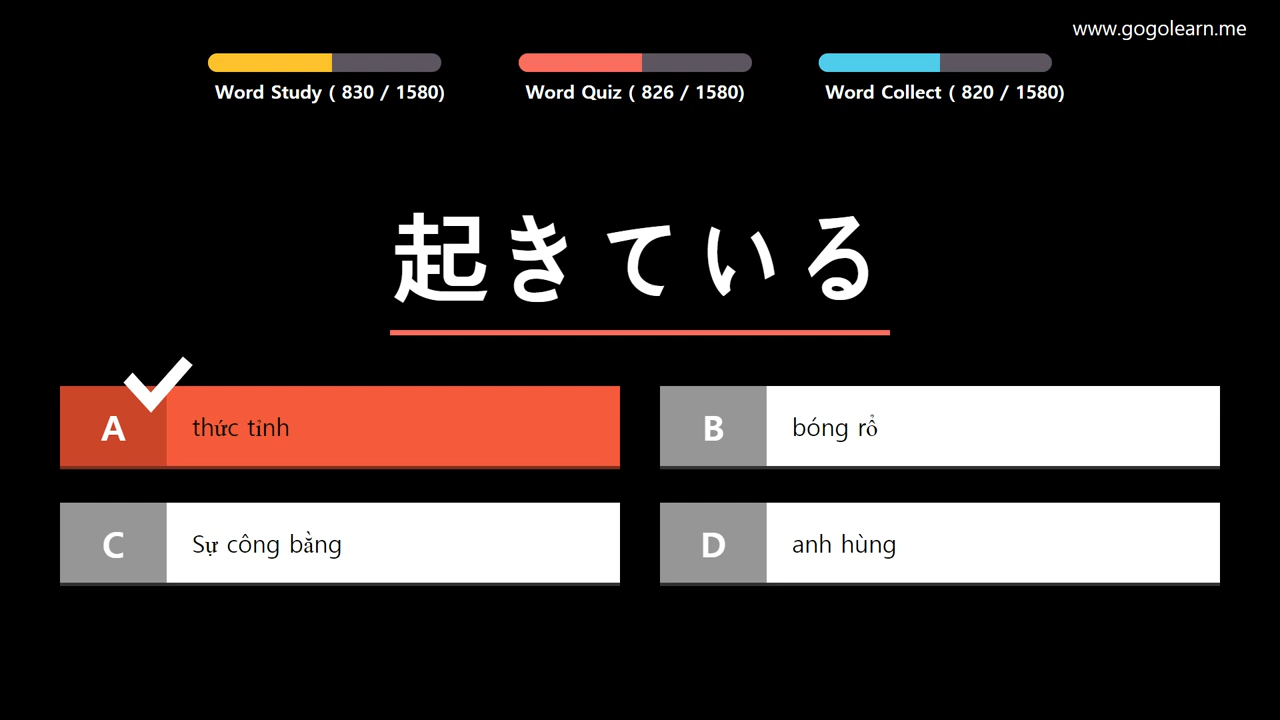 www.gogolearn.me
Word Study ( 830 / 1580)
Word Quiz ( 826 / 1580)
Word Collect ( 820 / 1580)
起きている
A thức tỉnh
B bóng rổ
C Sự công bằng
D anh hùng